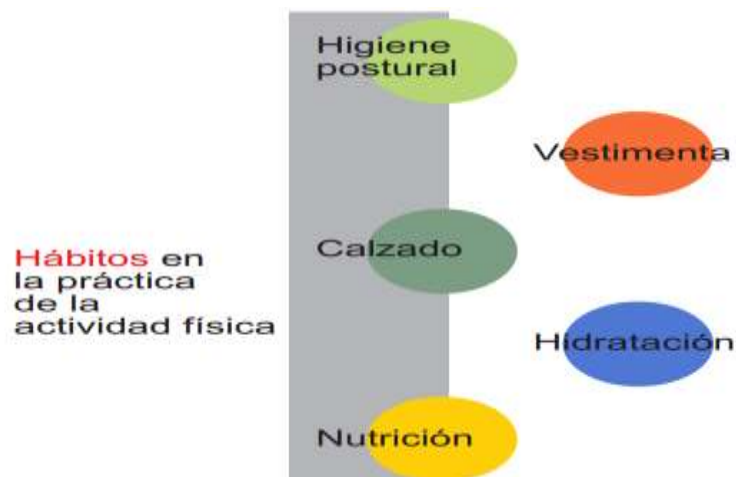 Higiene
postural
Vestimenta
Calzado
Hábitos en
la práctica
de la
actividad física
Hidratación
Nutrición